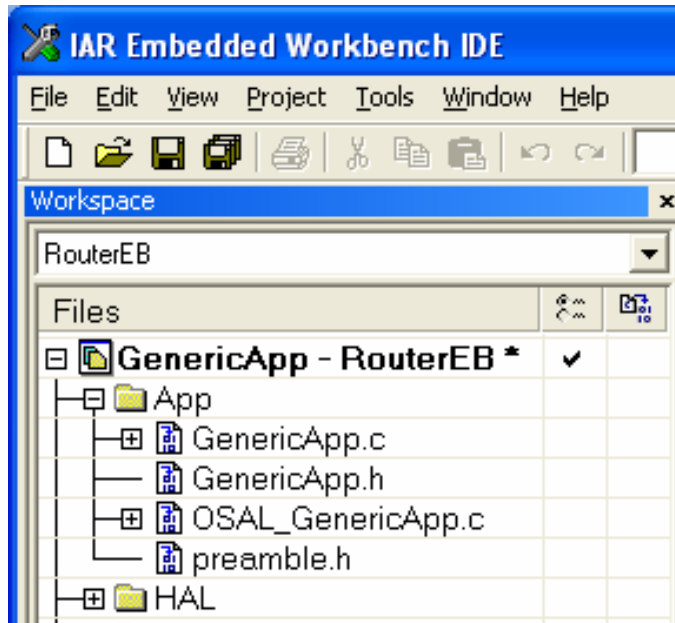 IAR Embedded Workbench IDE
File Edit View Project Tools Window Help
Workspace
RouterEB
Files
GenericApp - RouterEB *
App
GenericApp.c
GenericApp.h
OSAL_GenericApp.c
preamble.h
HAL